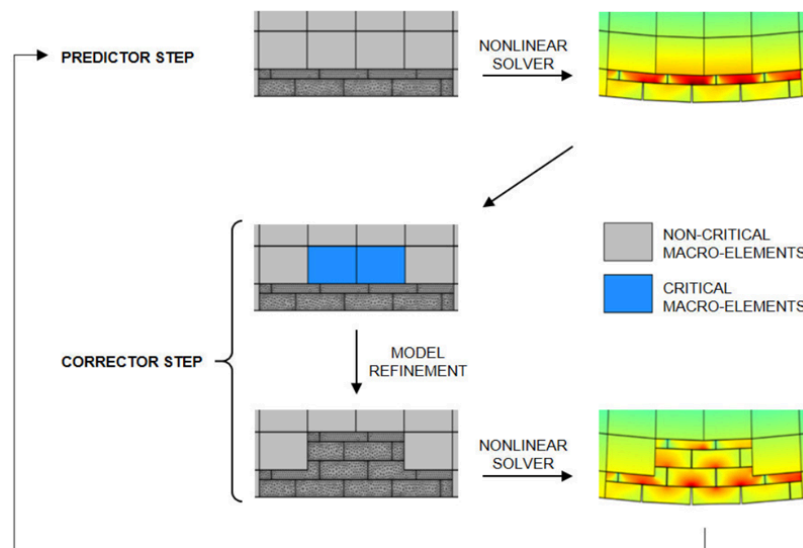 PREDICTOR STEP
NONLINEAR
SOLVER
NON-CRITICAL
MACRO-ELEMENTS
CRITICAL
MACRO-ELEMENTS
CORRECTOR STEP
MODEL
REFINEMENT
NONLINEAR
SOLVER